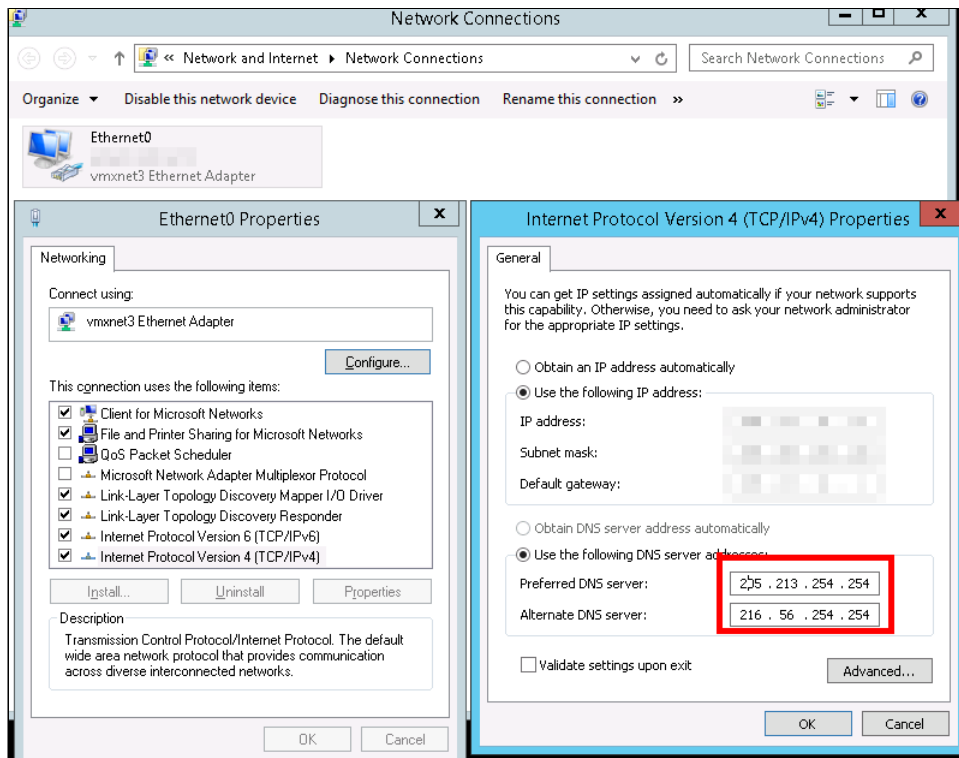 Network Connections
« Network and Internet ▸ Network Connections
Search Network Connections
Organize ▾ Disable this network device Diagnose this connection Rename this connection »
Ethernet0
vmxnet3 Ethernet Adapter
Ethernet0 Properties
Networking
Connect using:
vmxnet3 Ethernet Adapter
Configure...
This connection uses the following items:
Client for Microsoft Networks
File and Printer Sharing for Microsoft Networks
QoS Packet Scheduler
Microsoft Network Adapter Multiplexor Protocol
Link-Layer Topology Discovery Mapper I/O Driver
Link-Layer Topology Discovery Responder
Internet Protocol Version 6 (TCP/IPv6)
Internet Protocol Version 4 (TCP/IPv4)
Install... Uninstall Properties
Description
Transmission Control Protocol/Internet Protocol. The default
wide area network protocol that provides communication
across diverse interconnected networks.
OK Cancel
Internet Protocol Version 4 (TCP/IPv4) Properties
General
You can get IP settings assigned automatically if your network supports
this capability. Otherwise, you need to ask your network administrator
for the appropriate IP settings.
Obtain an IP address automatically
Use the following IP address:
IP address:
Subnet mask:
Default gateway:
Obtain DNS server address automatically
Use the following DNS server addresses:
Preferred DNS server: 205 . 213 . 254 . 254
Alternate DNS server: 216 . 56 . 254 . 254
Validate settings upon exit
Advanced...
OK Cancel